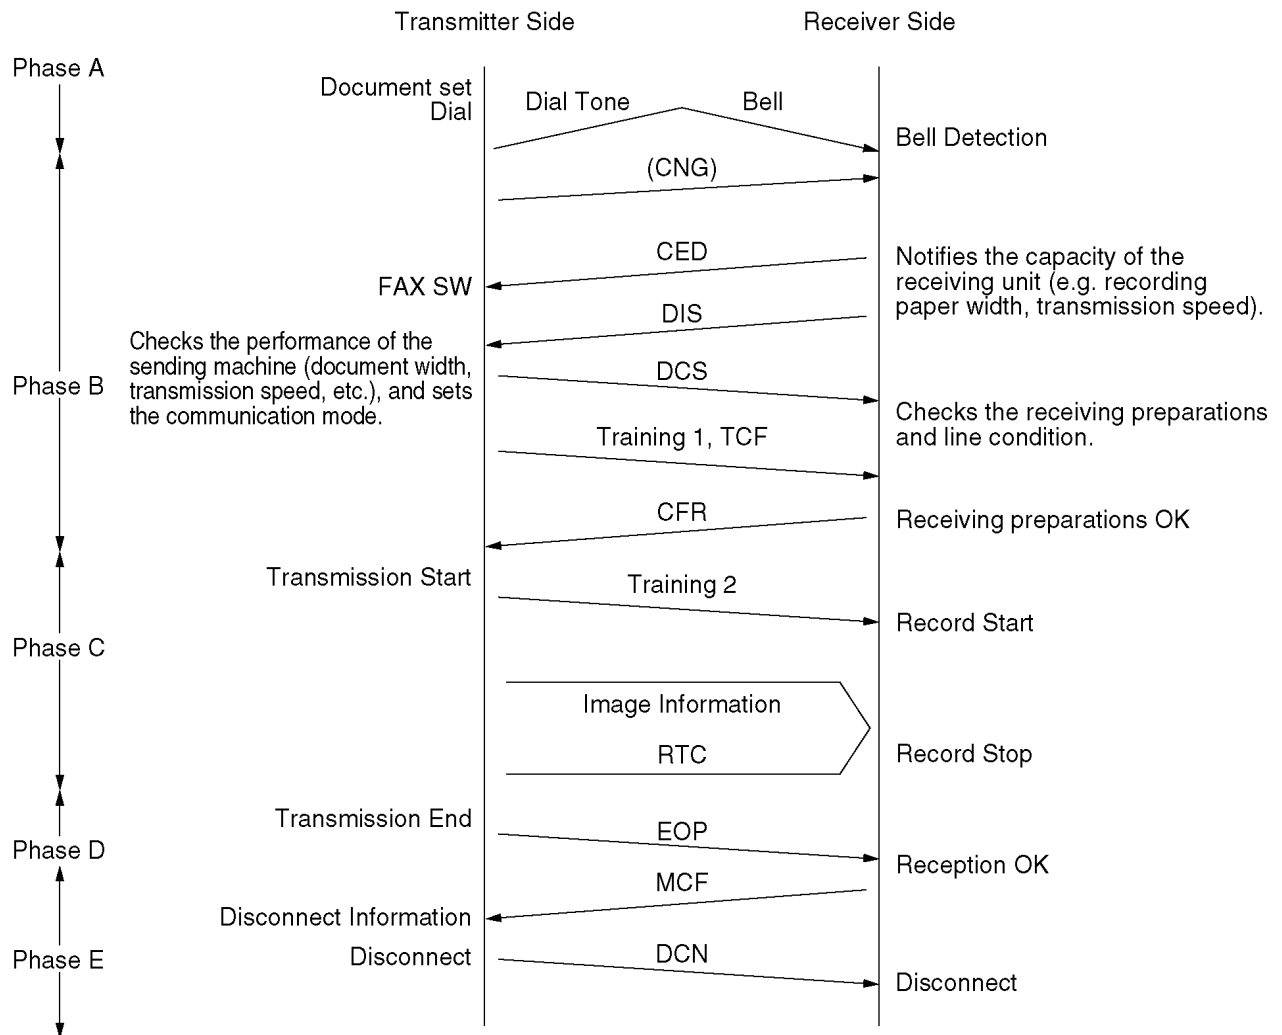 Transmitter Side
Receiver Side
Phase A
Document set
Dial
Dial Tone
Bell
Bell Detection
(CNG)
CED
Notifies the capacity of the
receiving unit (e.g. recording
paper width, transmission speed).
FAX SW
DIS
Checks the performance of the
sending machine (document width,
transmission speed, etc.), and sets
the communication mode.
Phase B
DCS
Checks the receiving preparations
and line condition.
Training 1, TCF
CFR
Receiving preparations OK
Transmission Start
Training 2
Record Start
Phase C
Image Information
RTC
Record Stop
Transmission End
EOP
Phase D
Reception OK
MCF
Disconnect Information
Phase E
Disconnect
DCN
Disconnect